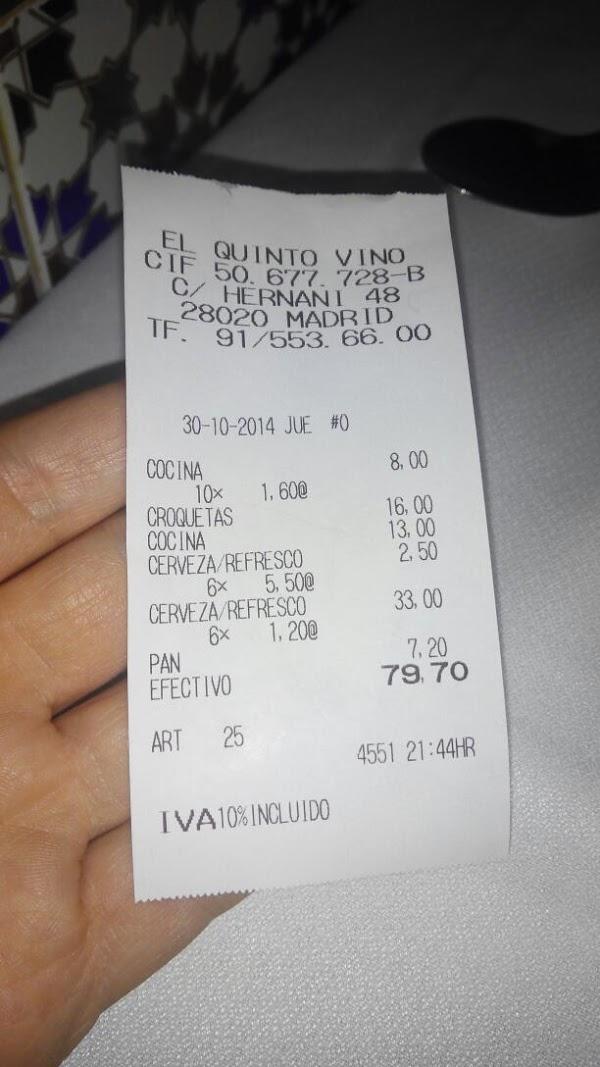 EL QUINTO VINO
CIF 50.677.728-B
C/ HERNANI 48
28020 MADRID
TF. 91/553.66.00
30-10-2014 JUE #0
COCINA 8,00
10x 1,60@
CROQUETAS 16,00
COCINA 13,00
CERVEZA/REFRESCO 2,50
6x 5,50@
CERVEZA/REFRESCO 33,00
6x 1,20@
PAN 7,20
EFECTIVO 79,70
ART 25
4551 21:44HR
IVA10%INCLUIDO